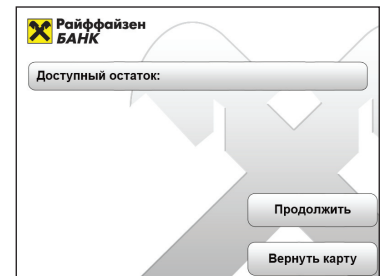 Райффайзен
БАНК
Доступный остаток:
Продолжить
Вернуть карту